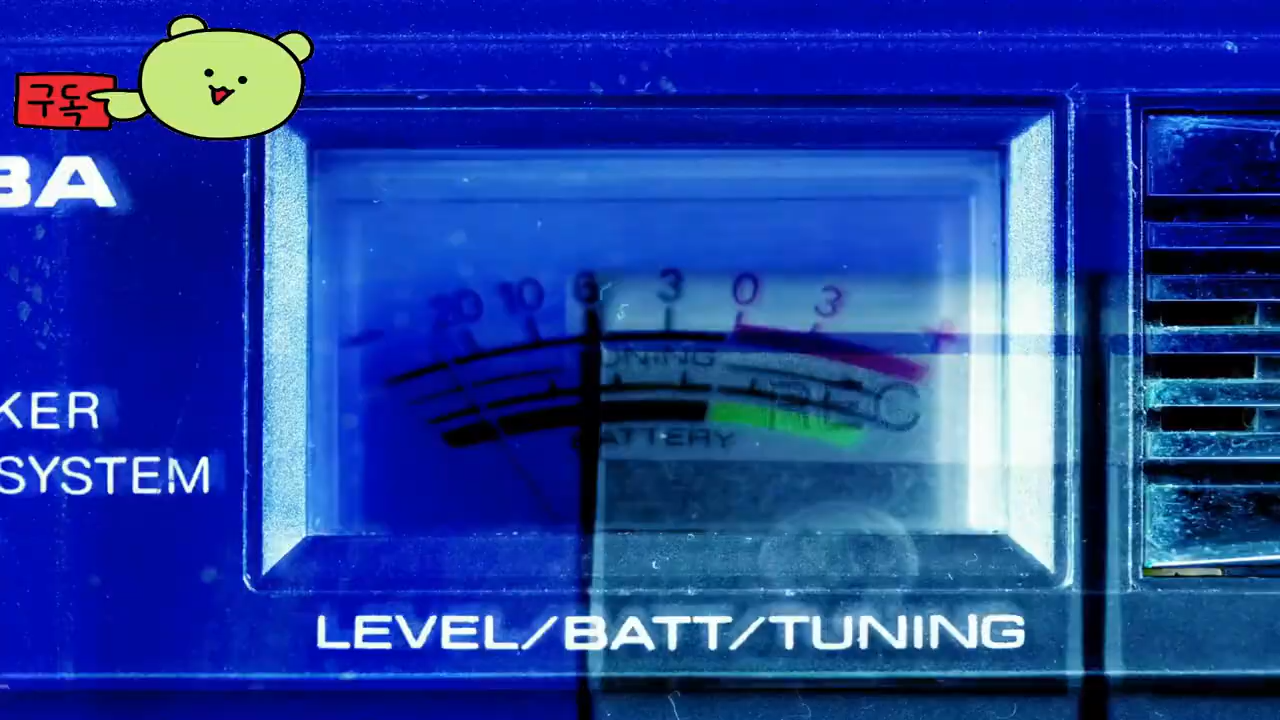 구독
BA
20 10 6 3 0 3 +
TUNING
REC
BATTERY
KER
SYSTEM
LEVEL/BATT/TUNING